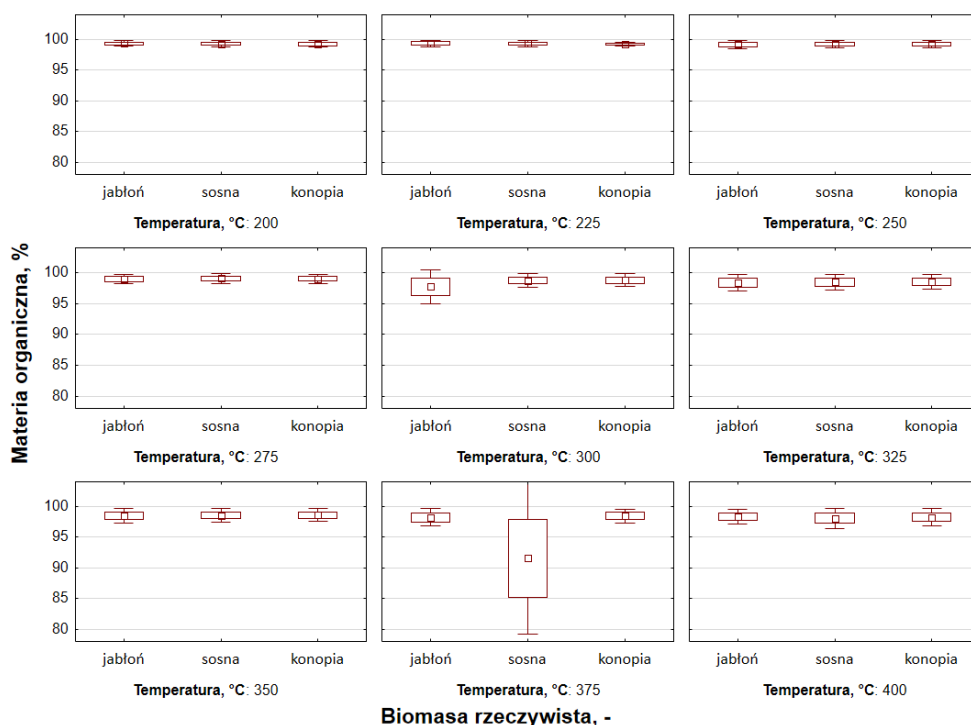 Materia organiczna, %
100
95
90
85
80
jabłoń sosna konopia
Temperatura, °C: 200
jabłoń sosna konopia
Temperatura, °C: 225
jabłoń sosna konopia
Temperatura, °C: 250
100
95
90
85
80
jabłoń sosna konopia
Temperatura, °C: 275
jabłoń sosna konopia
Temperatura, °C: 300
jabłoń sosna konopia
Temperatura, °C: 325
100
95
90
85
80
jabłoń sosna konopia
Temperatura, °C: 350
jabłoń sosna konopia
Temperatura, °C: 375
jabłoń sosna konopia
Temperatura, °C: 400
Biomasa rzeczywista, -